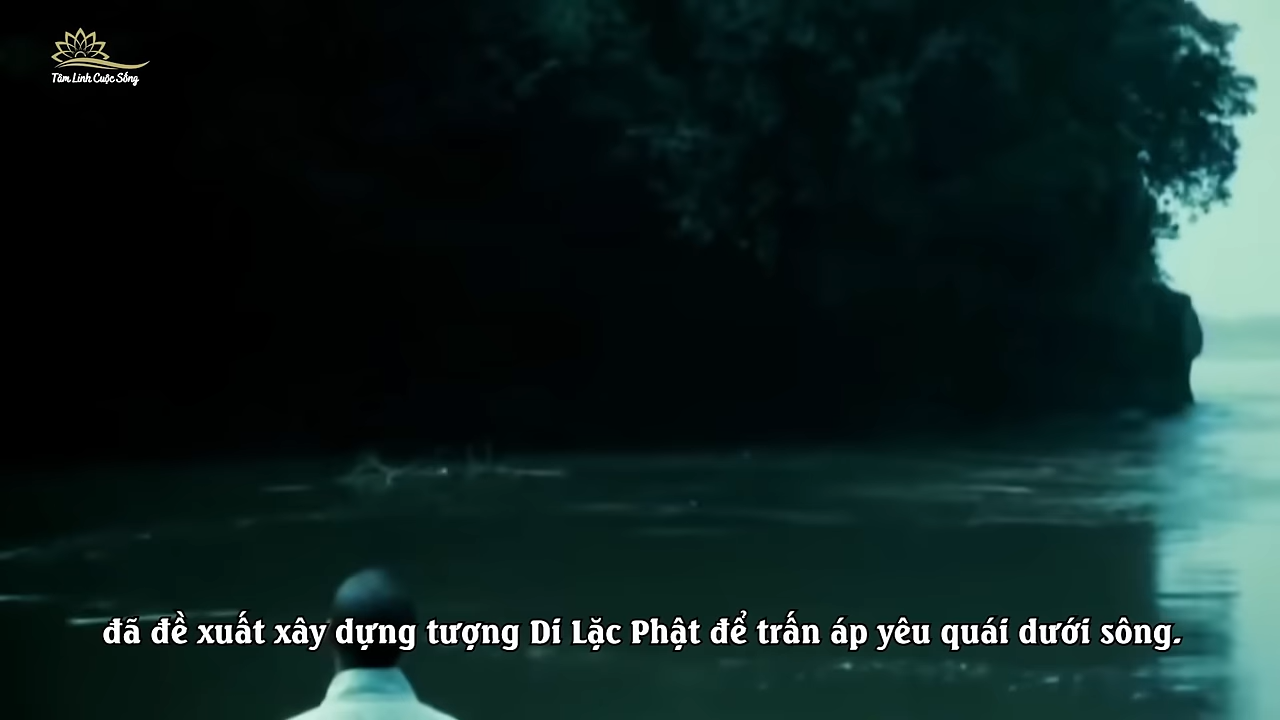 Tâm Linh Cuộc Sống
đã đề xuất xây dựng tượng Di Lặc Phật để trấn áp yêu quái dưới sông.